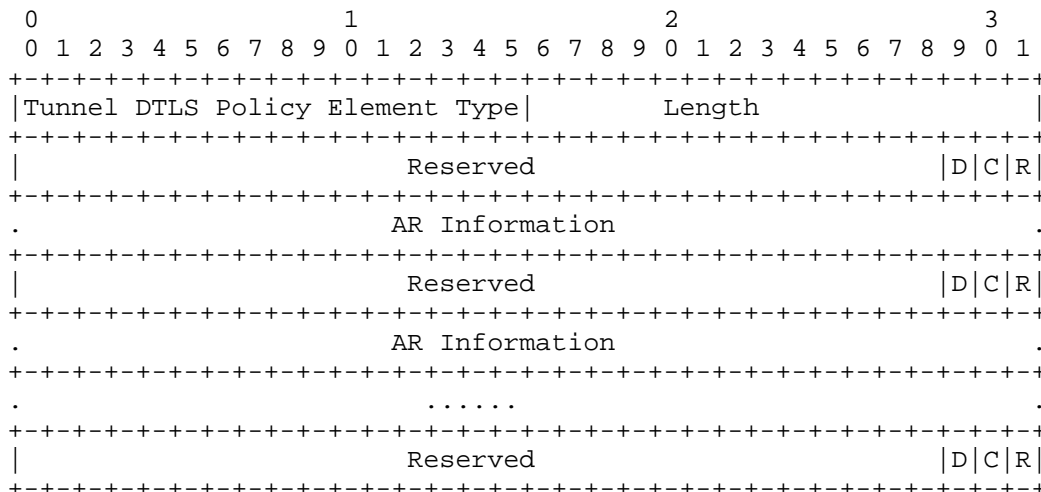 0                   1                   2                   3
 0 1 2 3 4 5 6 7 8 9 0 1 2 3 4 5 6 7 8 9 0 1 2 3 4 5 6 7 8 9 0 1
+-+-+-+-+-+-+-+-+-+-+-+-+-+-+-+-+-+-+-+-+-+-+-+-+-+-+-+-+-+-+-+-+
|Tunnel DTLS Policy Element Type|        Length                 |
+-+-+-+-+-+-+-+-+-+-+-+-+-+-+-+-+-+-+-+-+-+-+-+-+-+-+-+-+-+-+-+-+
|                        Reserved                         |D|C|R|
+-+-+-+-+-+-+-+-+-+-+-+-+-+-+-+-+-+-+-+-+-+-+-+-+-+-+-+-+-+-+-+-+
.                       AR Information                          .
+-+-+-+-+-+-+-+-+-+-+-+-+-+-+-+-+-+-+-+-+-+-+-+-+-+-+-+-+-+-+-+-+
|                        Reserved                         |D|C|R|
+-+-+-+-+-+-+-+-+-+-+-+-+-+-+-+-+-+-+-+-+-+-+-+-+-+-+-+-+-+-+-+-+
.                       AR Information                          .
+-+-+-+-+-+-+-+-+-+-+-+-+-+-+-+-+-+-+-+-+-+-+-+-+-+-+-+-+-+-+-+-+
.                         ......                                .
+-+-+-+-+-+-+-+-+-+-+-+-+-+-+-+-+-+-+-+-+-+-+-+-+-+-+-+-+-+-+-+-+
|                        Reserved                         |D|C|R|
+-+-+-+-+-+-+-+-+-+-+-+-+-+-+-+-+-+-+-+-+-+-+-+-+-+-+-+-+-+-+-+-+